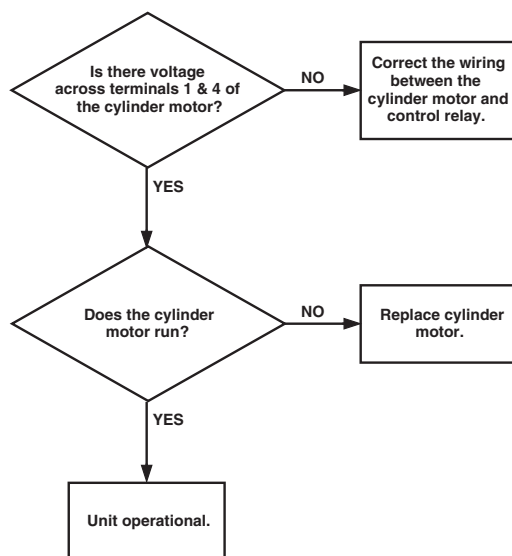 Is there voltage
across terminals 1 & 4 of
the cylinder motor?
NO
Correct the wiring
between the
cylinder motor and
control relay.
YES
Does the cylinder
motor run?
NO
Replace cylinder
motor.
YES
Unit operational.